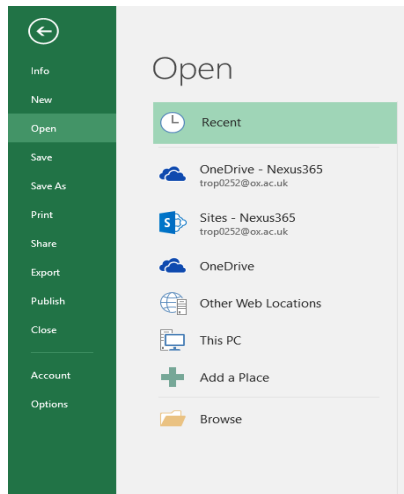 Info
New
Open
Save
Save As
Print
Share
Export
Publish
Close
Account
Options
Open
Recent
OneDrive - Nexus365
trop0252@ox.ac.uk
S
Sites - Nexus365
trop0252@ox.ac.uk
OneDrive
Other Web Locations
This PC
Add a Place
Browse